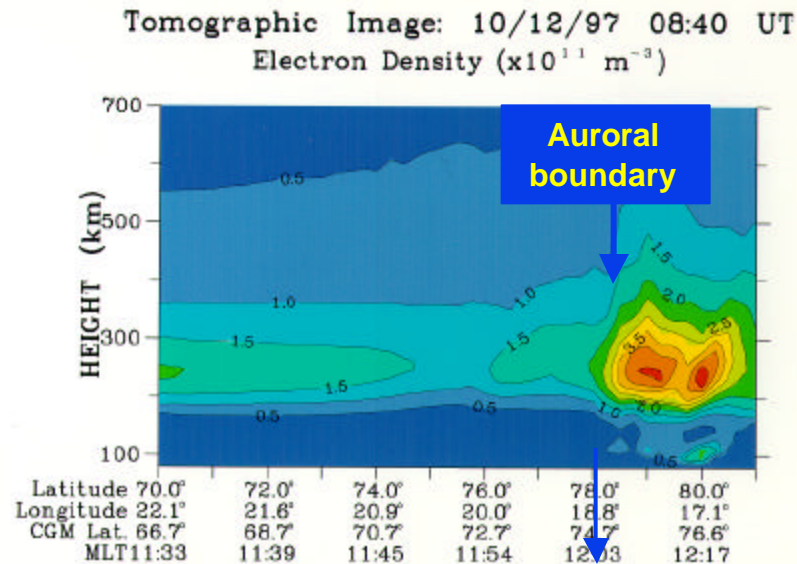 Tomographic Image: 10/12/97 08:40 UT
Electron Density (x10¹¹ m⁻³)
700
500
300
100
HEIGHT (km)
Auroral
boundary
0.5
1.0
1.5
1.5
0.5
0.5
1.0
1.5
1.5
2.0
2.5
3.5
1.0
2.0
0.5
Latitude 70.0° 72.0° 74.0° 76.0° 78.0° 80.0°
Longitude 22.1° 21.6° 20.9° 20.0° 18.8° 17.1°
CGM Lat. 66.7° 68.7° 70.7° 72.7° 74.7° 76.6°
MLT 11:33 11:39 11:45 11:54 12:03 12:17